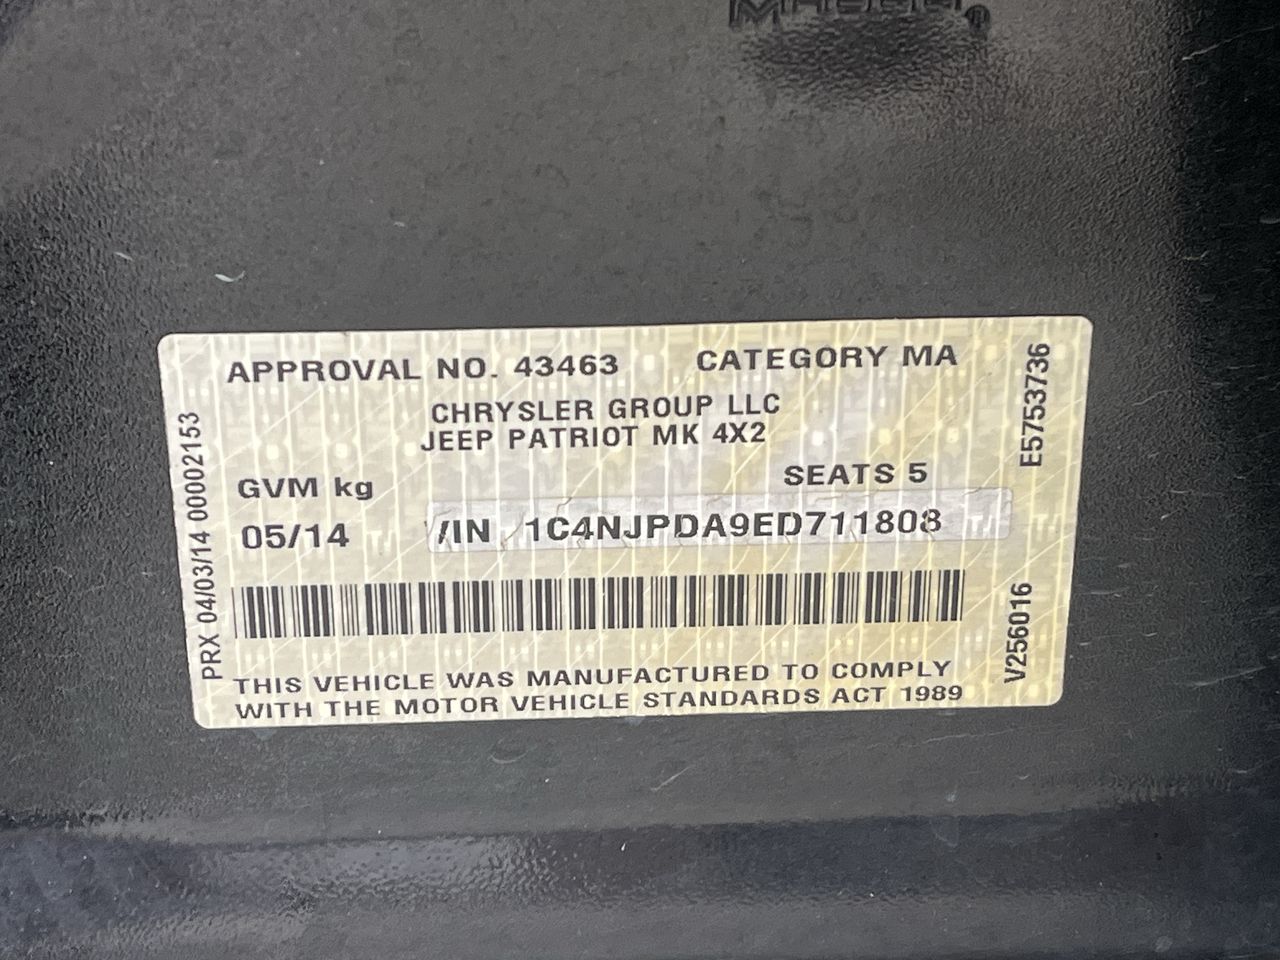 APPROVAL NO. 43463 CATEGORY MA
CHRYSLER GROUP LLC
JEEP PATRIOT MK 4X2
GVM kg SEATS 5
05/14 VIN 1C4NJPDA9ED711808
THIS VEHICLE WAS MANUFACTURED TO COMPLY
WITH THE MOTOR VEHICLE STANDARDS ACT 1989
PRX 04/03/14 00002153
E5753736
V256016